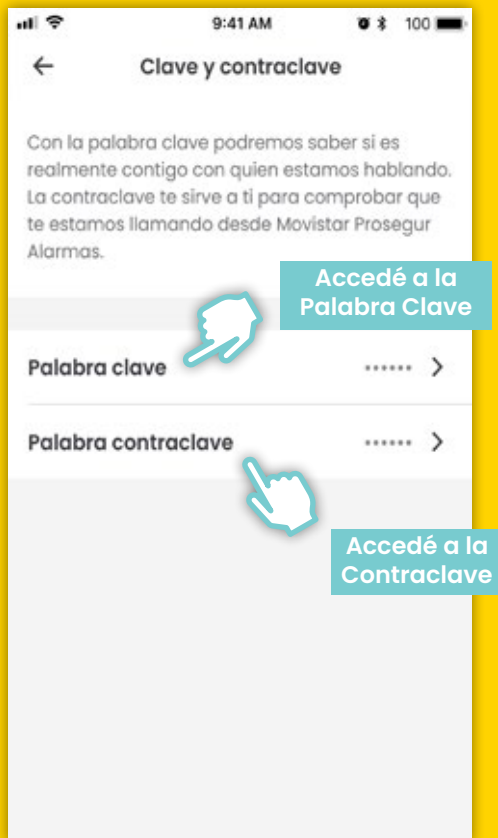 9:41 AM
100
Clave y contraclave
Con la palabra clave podremos saber si es
realmente contigo con quien estamos hablando.
La contraclave te sirve a ti para comprobar que
te estamos llamando desde Movistar Prosegur
Alarmas.
Accedé a la
Palabra Clave
Palabra clave
Palabra contraclave
Accedé a la
Contraclave